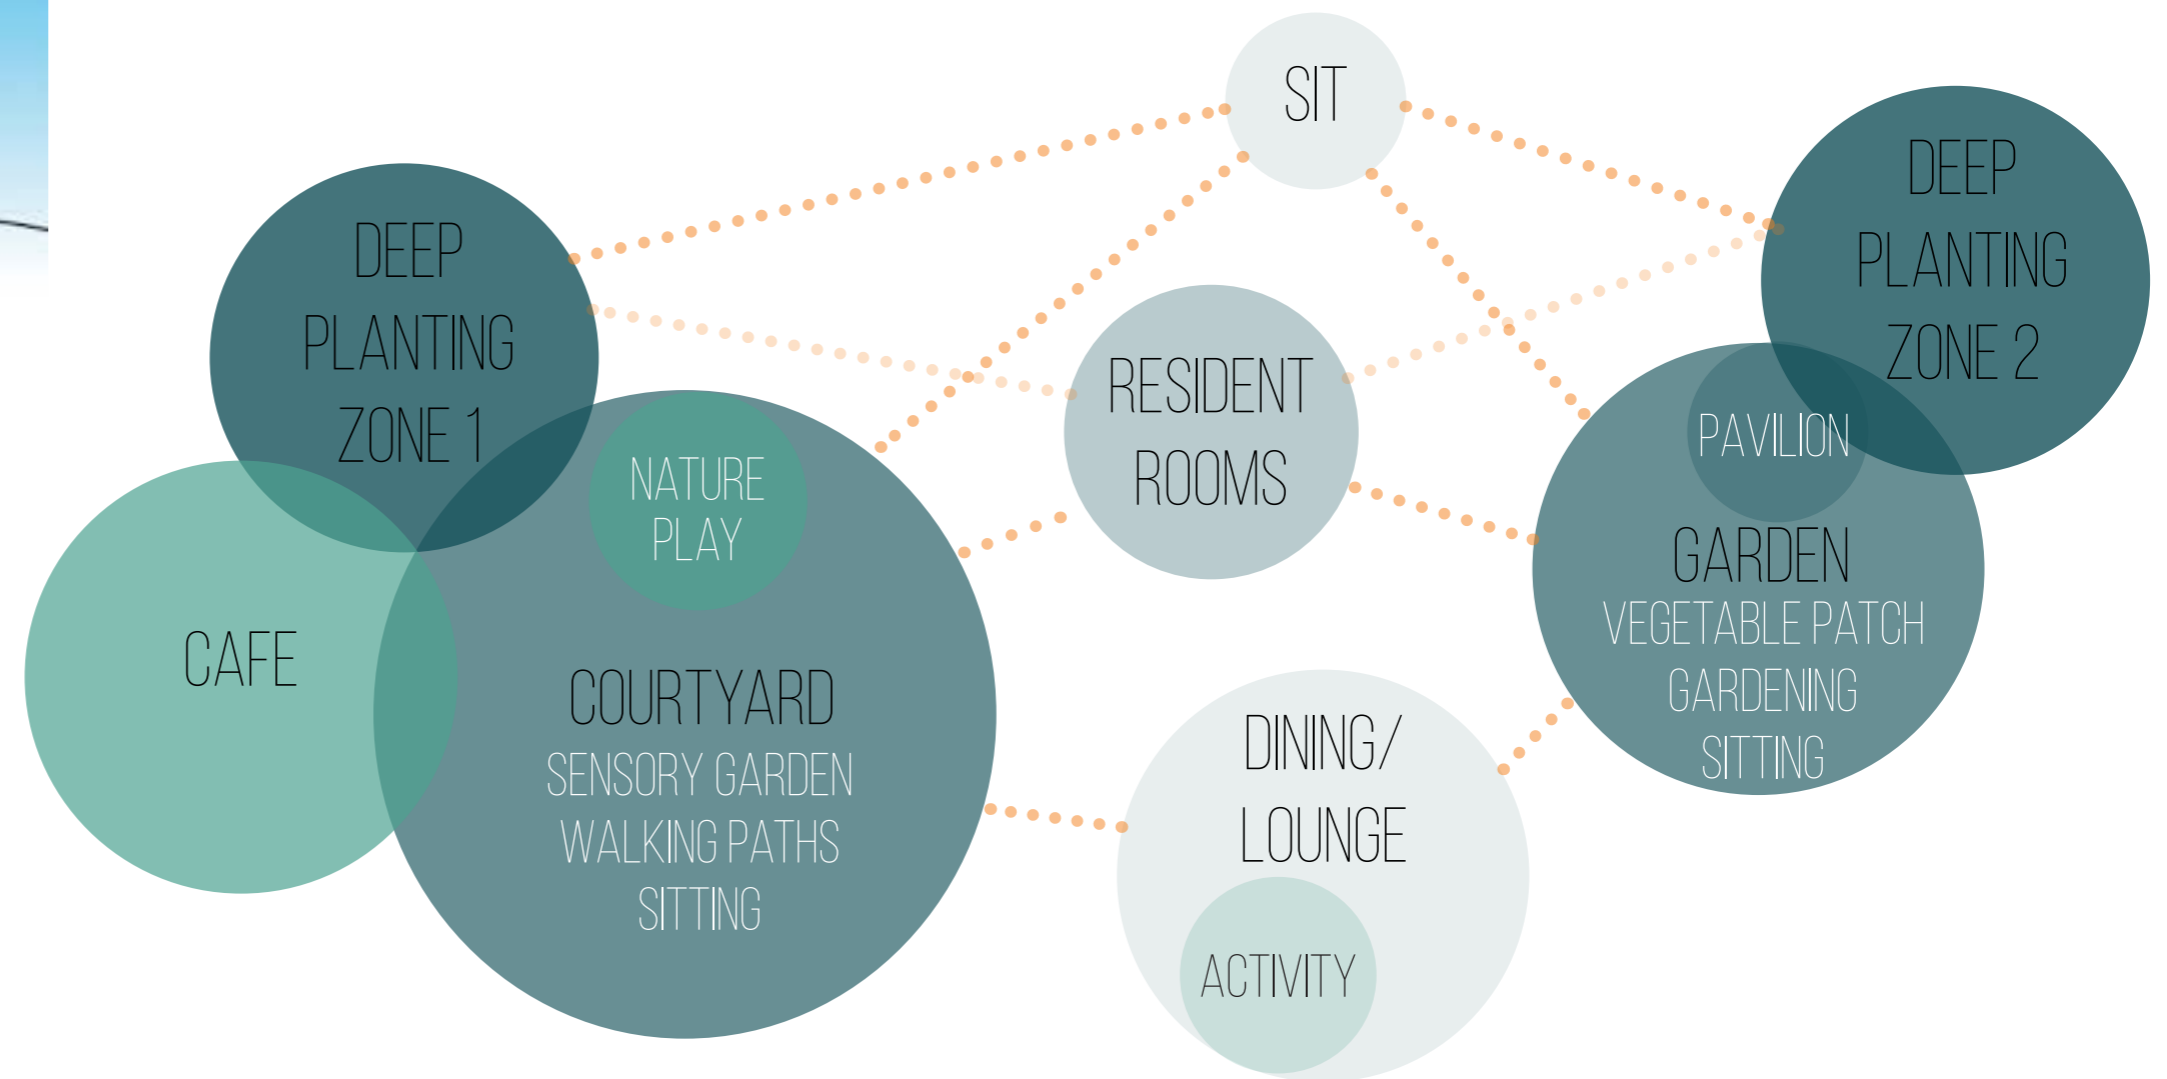 SIT
DEEP
PLANTING
ZONE 1
DEEP
PLANTING
ZONE 2
RESIDENT
ROOMS
NATURE
PLAY
CAFE
COURTYARD
SENSORY GARDEN
WALKING PATHS
SITTING
PAVILION
GARDEN
VEGETABLE PATCH
GARDENING
SITTING
DINING/
LOUNGE
ACTIVITY